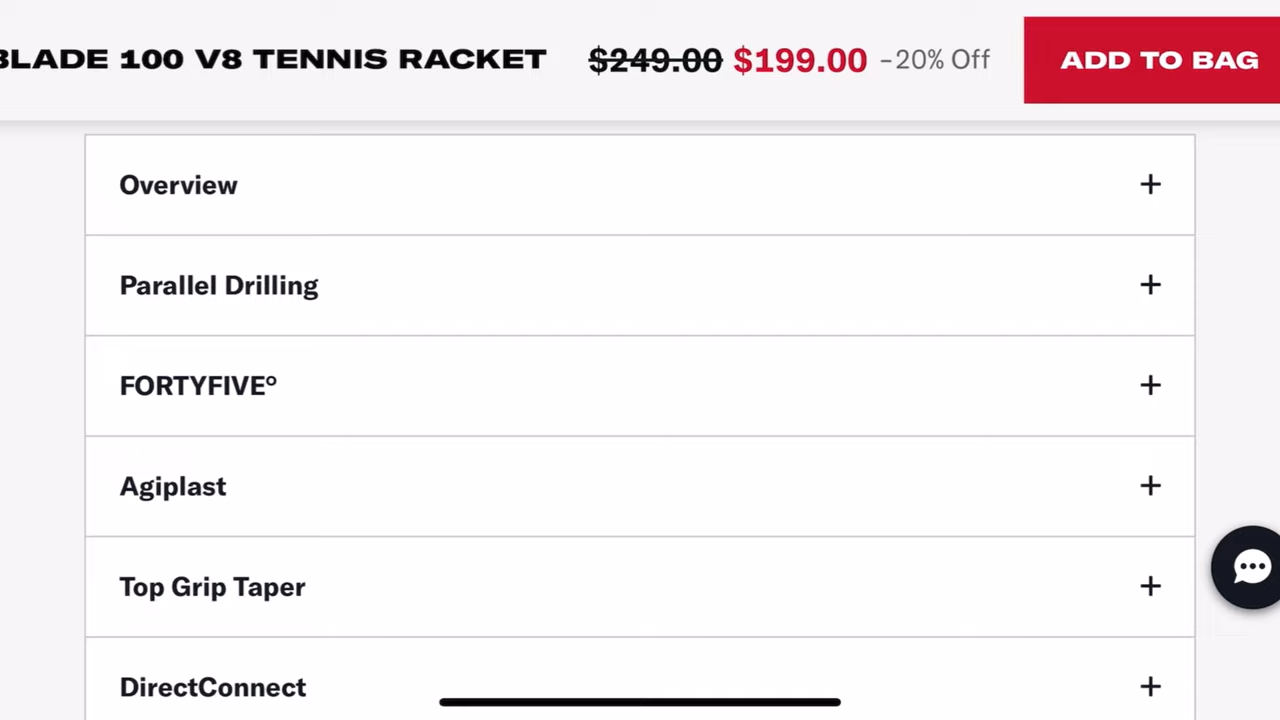 BLADE 100 V8 TENNIS RACKET $249.00 $199.00 -20% Off ADD TO BAG
Overview +
Parallel Drilling +
FORTYFIVE° +
Agiplast +
Top Grip Taper +
DirectConnect +